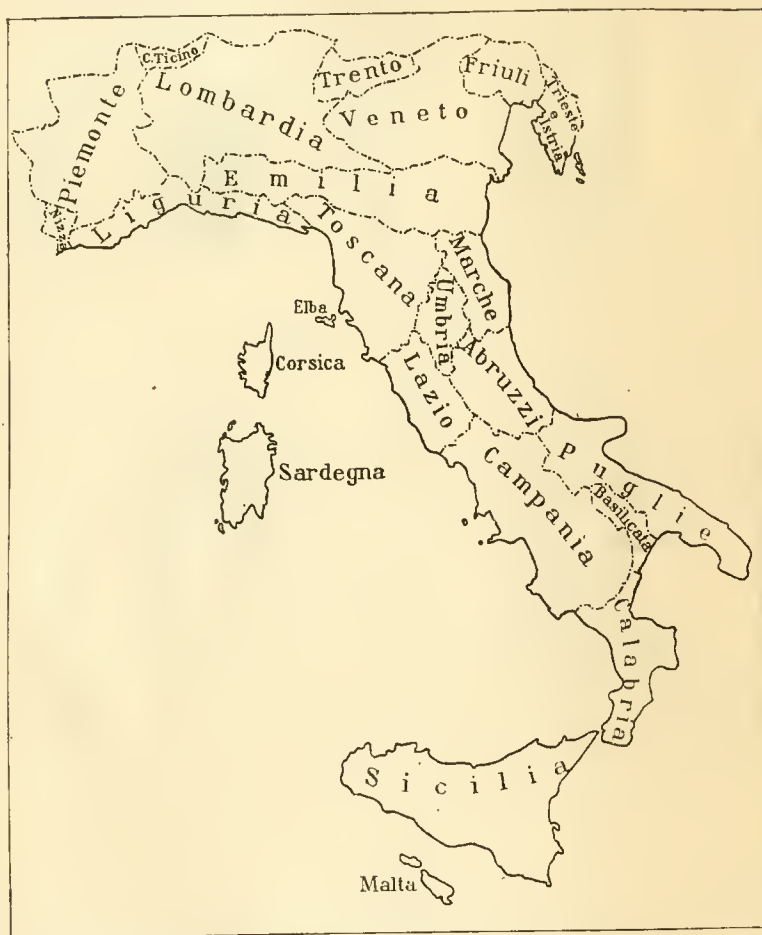 C. Ticino
Piemonte
Lombardia
Trento
Veneto
Friuli
Trieste
e
Istria
Nizza
Liguria
Emilia
Toscana
Marche
Umbria
Elba
Corsica
Lazio
Abruzzi
Sardegna
Campania
Puglie
Basilicata
Calabria
Sicilia
Malta